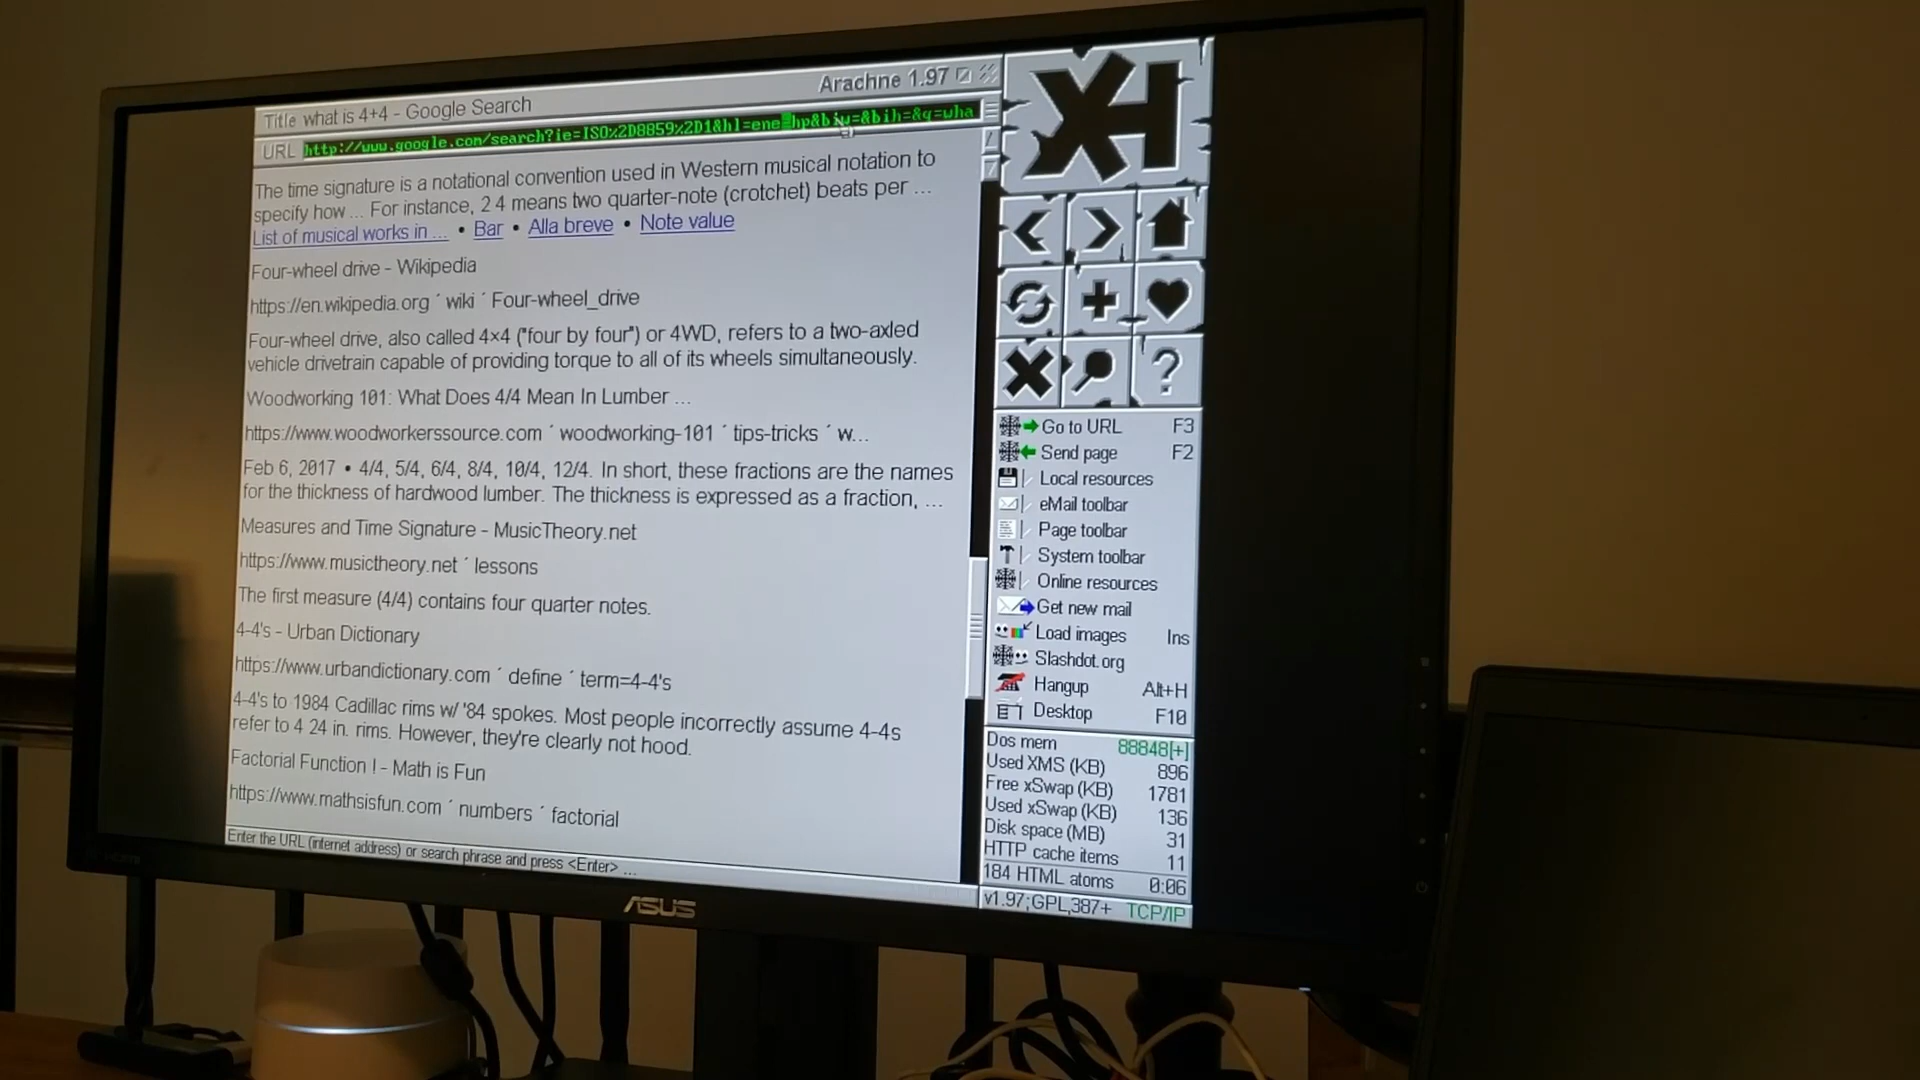 Arachne 1.97
Title what is 4+4 - Google Search
URL http://www.google.com/search?ie=ISO%2D8859%2D1&hl=ene hp&biw=&bih=&q=wha
The time signature is a notational convention used in Western musical notation to
specify how ... For instance, 2 4 means two quarter-note (crotchet) beats per ...
List of musical works in ... • Bar • Alla breve • Note value
Four-wheel drive - Wikipedia
https://en.wikipedia.org ´ wiki ´ Four-wheel_drive
Four-wheel drive, also called 4×4 ("four by four") or 4WD, refers to a two-axled
vehicle drivetrain capable of providing torque to all of its wheels simultaneously.
Woodworking 101: What Does 4/4 Mean In Lumber ...
https://www.woodworkerssource.com ´ woodworking-101 ´ tips-tricks ´ w...
Feb 6, 2017 • 4/4, 5/4, 6/4, 8/4, 10/4, 12/4. In short, these fractions are the names
for the thickness of hardwood lumber. The thickness is expressed as a fraction, ...
Measures and Time Signature - MusicTheory.net
https://www.musictheory.net ´ lessons
The first measure (4/4) contains four quarter notes.
4-4's - Urban Dictionary
https://www.urbandictionary.com ´ define ´ term=4-4's
4-4's to 1984 Cadillac rims w/ '84 spokes. Most people incorrectly assume 4-4s
refer to 4 24 in. rims. However, they're clearly not hood.
Factorial Function ! - Math is Fun
https://www.mathsisfun.com ´ numbers ´ factorial
Enter the URL (internet address) or search phrase and press <Enter> ...
?
Go to URL F3
Send page F2
Local resources
eMail toolbar
Page toolbar
System toolbar
Online resources
Get new mail
Load images Ins
Slashdot.org
Hangup Alt+H
Desktop F10
Dos mem 88848[+]
Used XMS (KB) 896
Free xSwap (KB) 1781
Used xSwap (KB) 136
Disk space (MB) 31
HTTP cache items 11
184 HTML atoms 0:06
v1.97;GPL,387+ TCP/IP
ASUS
HDMI